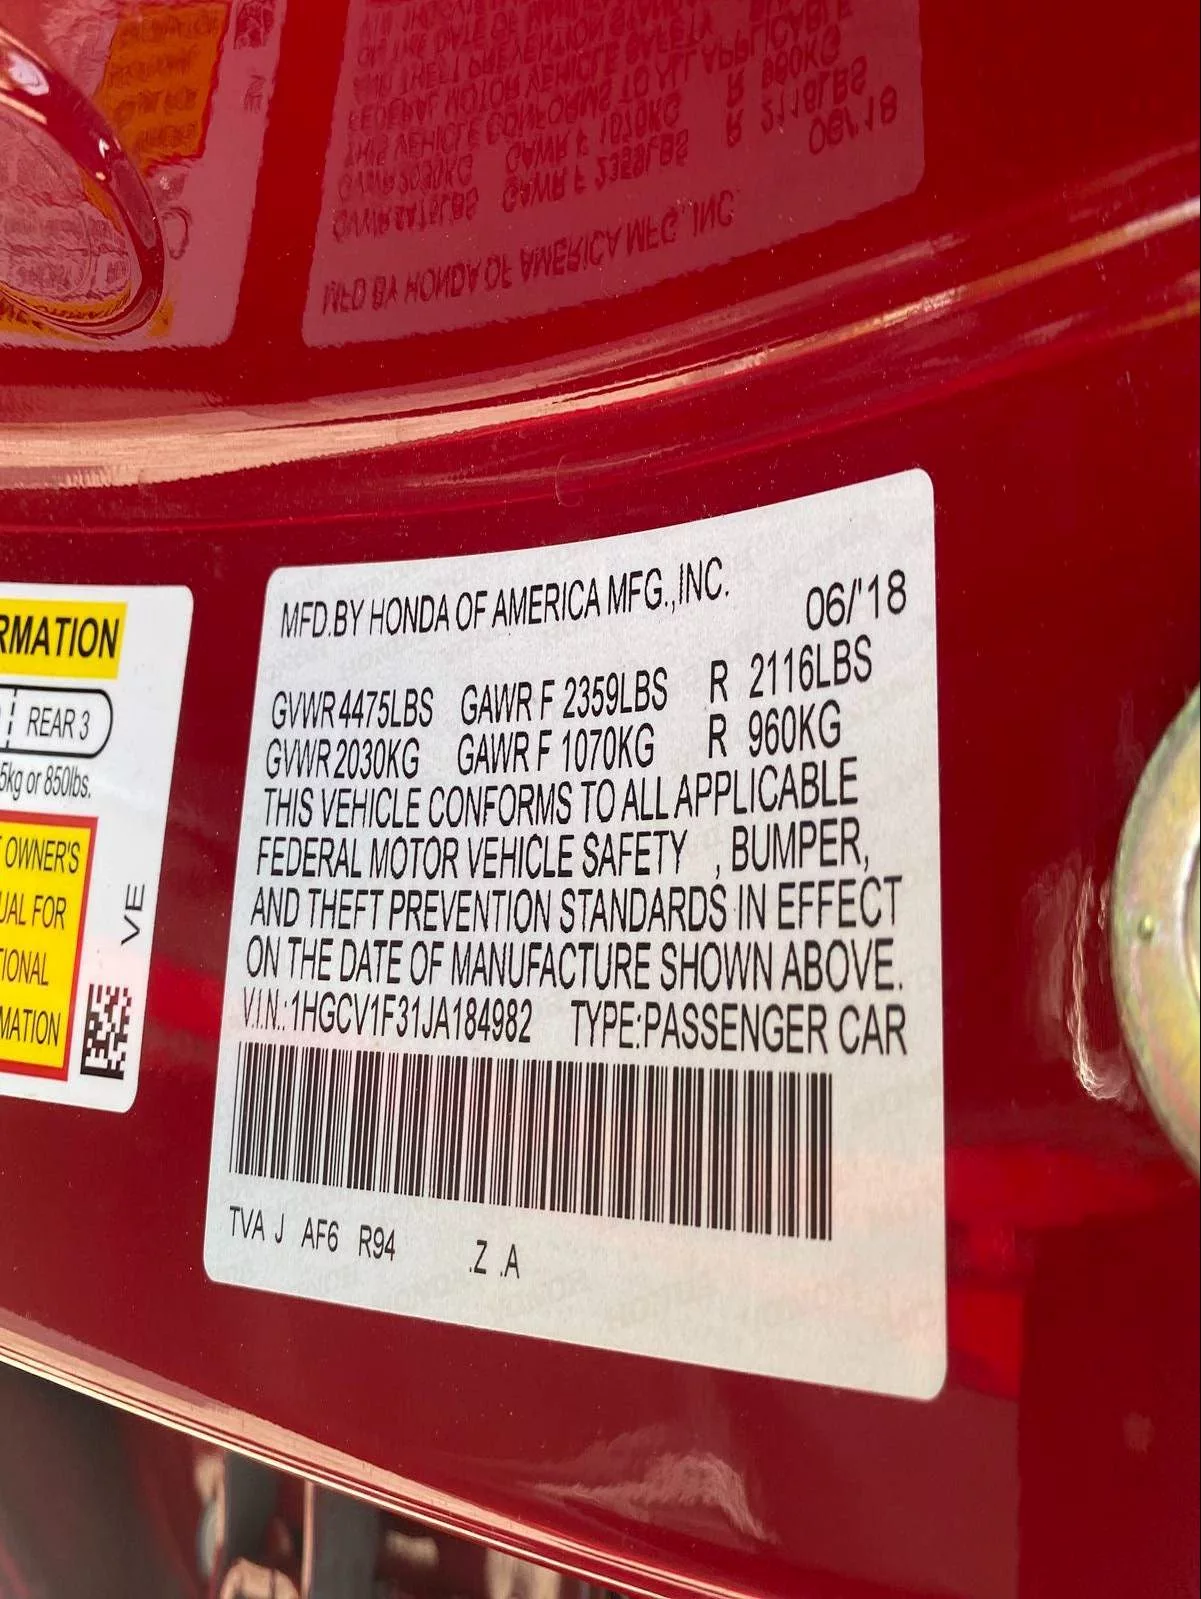 MFD.BY HONDA OF AMERICA MFG.,INC.
06/'18
GVWR 4475LBS GAWR F 2359LBS R 2116LBS
GVWR 2030KG GAWR F 1070KG R 960KG
THIS VEHICLE CONFORMS TO ALL APPLICABLE
FEDERAL MOTOR VEHICLE SAFETY , BUMPER,
AND THEFT PREVENTION STANDARDS IN EFFECT
ON THE DATE OF MANUFACTURE SHOWN ABOVE.
V.I.N.: 1HGCV1F31JA184982 TYPE:PASSENGER CAR
TVA J AF6 R94 .Z .A
RMATION
REAR 3
5kg or 850lbs.
OWNER'S
UAL FOR
TIONAL
MATION
VE